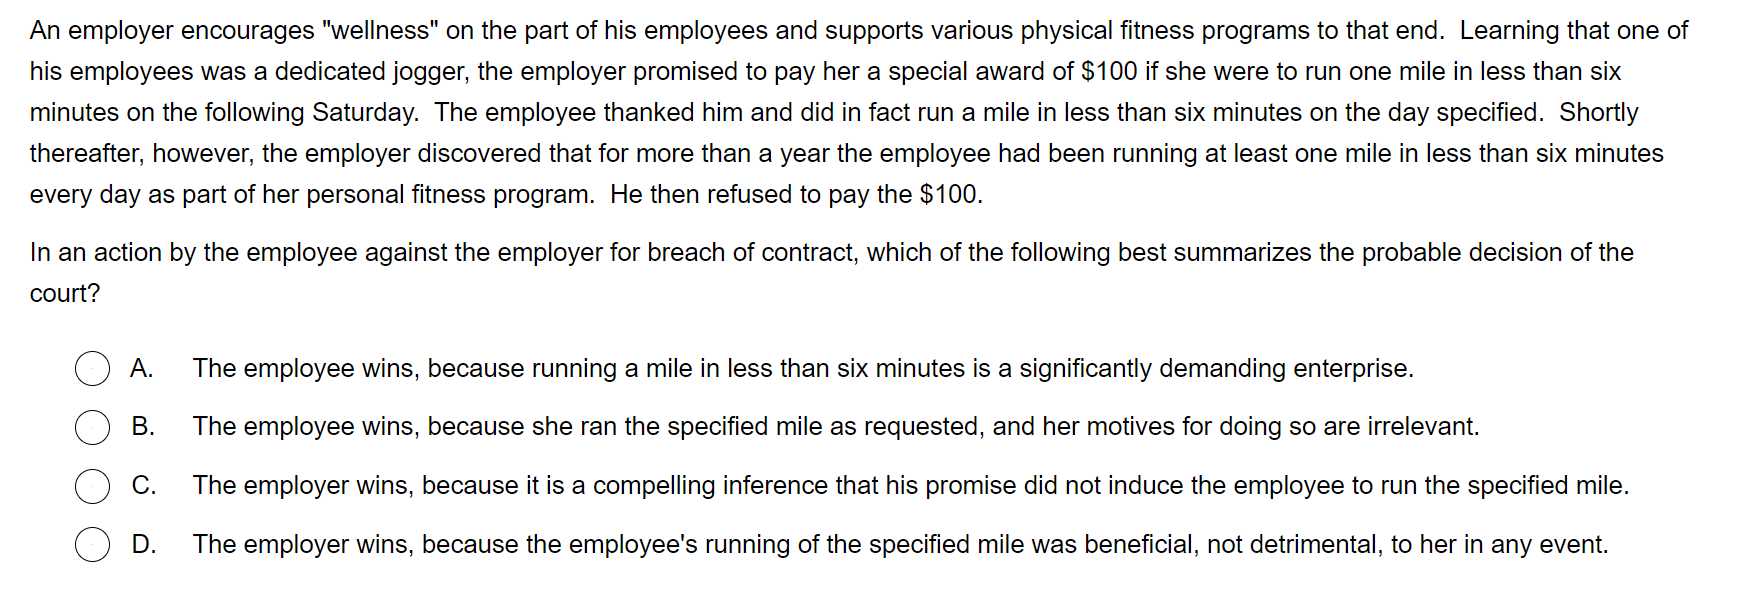 An employer encourages "wellness" on the part of his employees and supports various physical fitness programs to that end.  Learning that one of
his employees was a dedicated jogger, the employer promised to pay her a special award of $100 if she were to run one mile in less than six
minutes on the following Saturday.  The employee thanked him and did in fact run a mile in less than six minutes on the day specified.  Shortly
thereafter, however, the employer discovered that for more than a year the employee had been running at least one mile in less than six minutes
every day as part of her personal fitness program.  He then refused to pay the $100.
In an action by the employee against the employer for breach of contract, which of the following best summarizes the probable decision of the
court?
A. The employee wins, because running a mile in less than six minutes is a significantly demanding enterprise.
B. The employee wins, because she ran the specified mile as requested, and her motives for doing so are irrelevant.
C. The employer wins, because it is a compelling inference that his promise did not induce the employee to run the specified mile.
D. The employer wins, because the employee's running of the specified mile was beneficial, not detrimental, to her in any event.